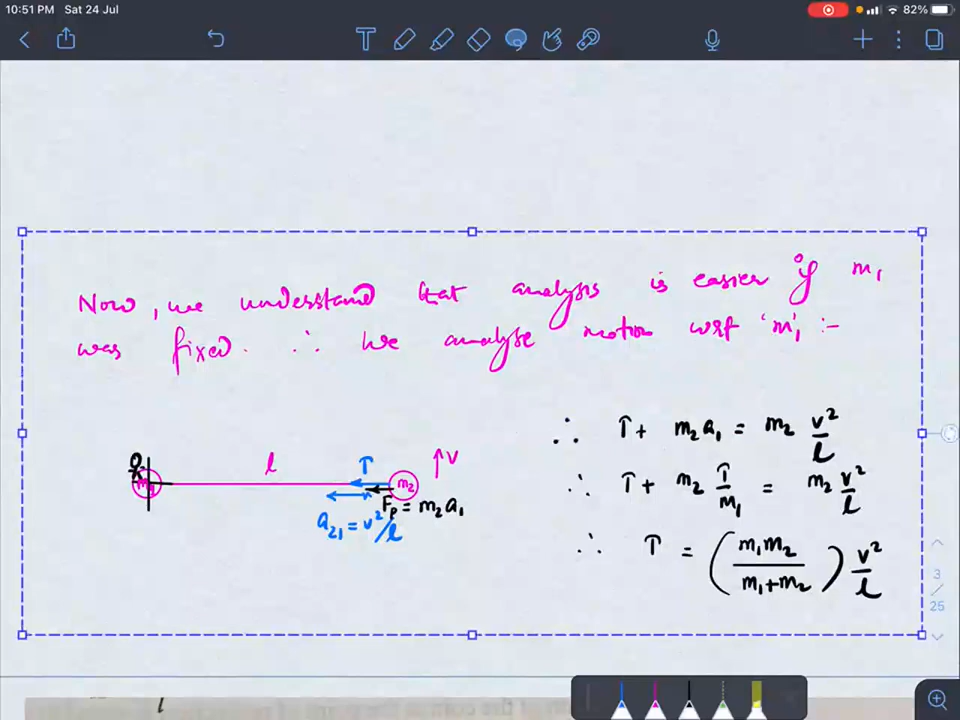 10:51 PM Sat 24 Jul
82%
Now, we understand that analysis is easier if m₁
was fixed. ∴ We analyse motion wrt 'm₁' :-
∴ T + m₂a₁ = m₂ v²/l
l
T
m₂
↑v
F_p = m₂a₁
a₂₁ = v²/l
∴ T + m₂ T/m₁ = m₂ v²/l
∴ T = (m₁m₂/(m₁+m₂)) v²/l
3
/
25